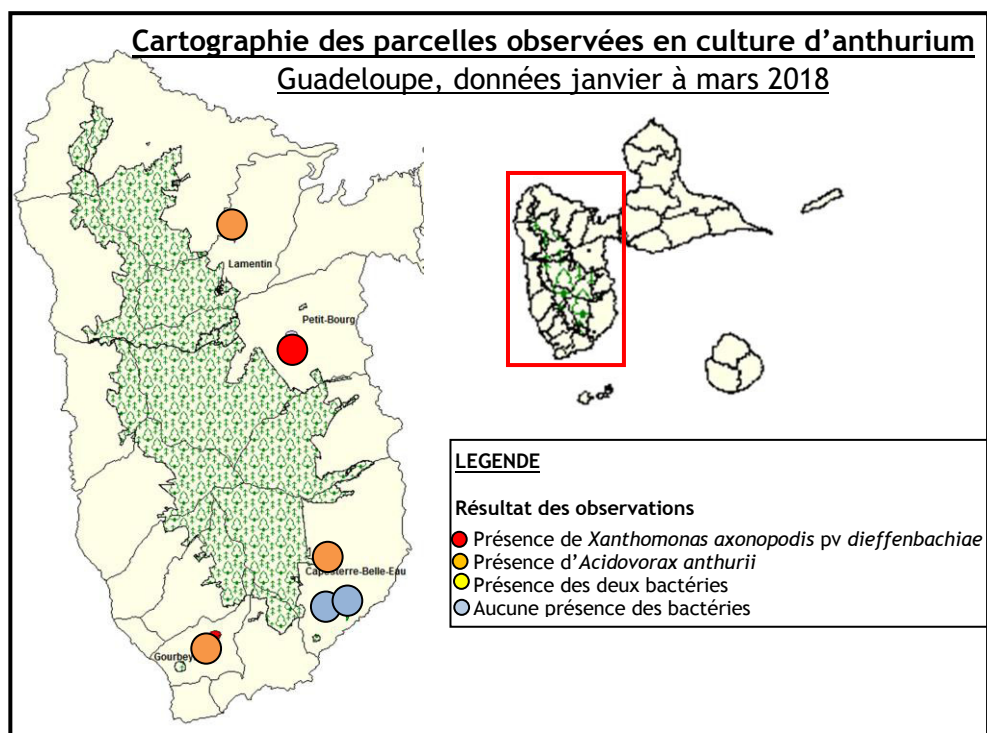 Cartographie des parcelles observées en culture d’anthurium
Guadeloupe, données janvier à mars 2018
Lamentin
Petit-Bourg
Capesterre-Belle-Eau
Gourbey
LEGENDE
Résultat des observations
Présence de Xanthomonas axonopodis pv dieffenbachiae
Présence d’Acidovorax anthurii
Présence des deux bactéries
Aucune présence des bactéries